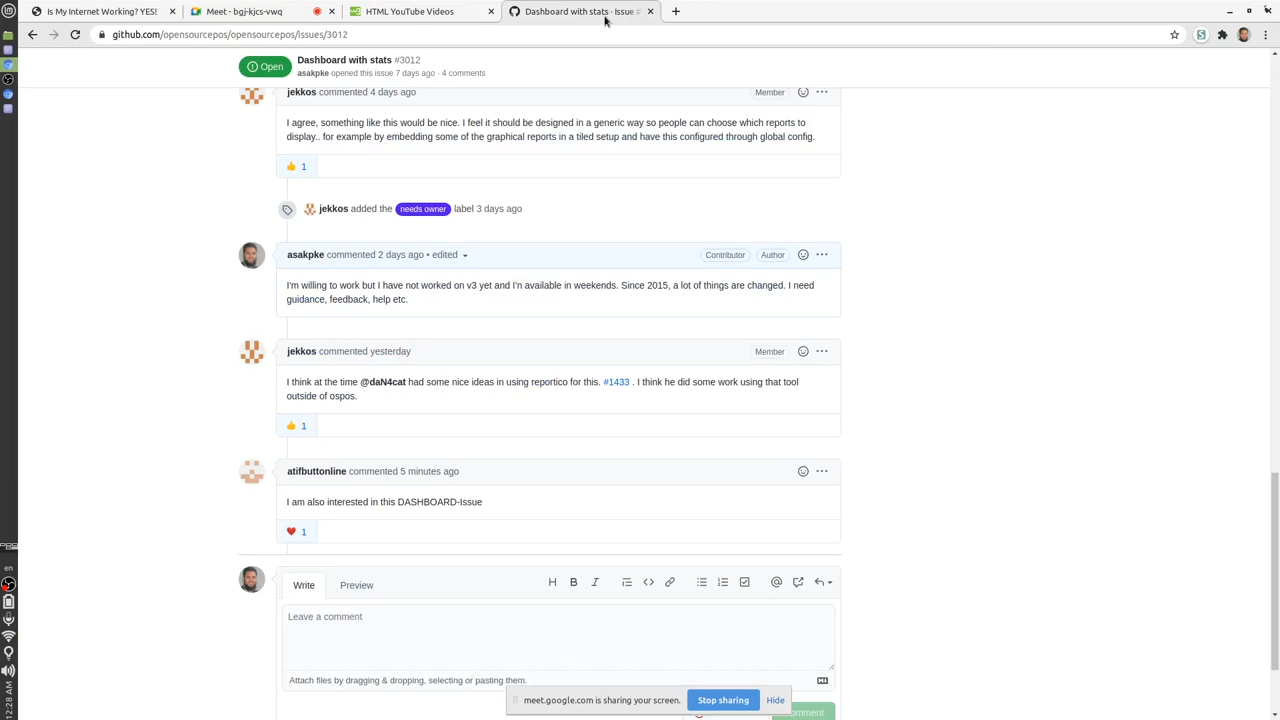 Is My Internet Working? YES!
Meet - bgj-kjcs-vwq
HTML YouTube Videos
Dashboard with stats · Issue #
github.com/opensourcepos/opensourcepos/issues/3012
Open
Dashboard with stats #3012
asakpke opened this issue 7 days ago · 4 comments
jekkos commented 4 days ago
Member
I agree, something like this would be nice. I feel it should be designed in a generic way so people can choose which reports to
display.. for example by embedding some of the graphical reports in a tiled setup and have this configured through global config.
👍 1
jekkos added the needs owner label 3 days ago
asakpke commented 2 days ago • edited
Contributor
Author
I'm willing to work but I have not worked on v3 yet and I'n available in weekends. Since 2015, a lot of things are changed. I need
guidance, feedback, help etc.
jekkos commented yesterday
Member
I think at the time @daN4cat had some nice ideas in using reportico for this. #1433 . I think he did some work using that tool
outside of ospos.
👍 1
atifbuttonline commented 5 minutes ago
I am also interested in this DASHBOARD-Issue
❤️ 1
Write
Preview
Leave a comment
Attach files by dragging & dropping, selecting or pasting them.
meet.google.com is sharing your screen.
Stop sharing
Hide
en
12:28 AM